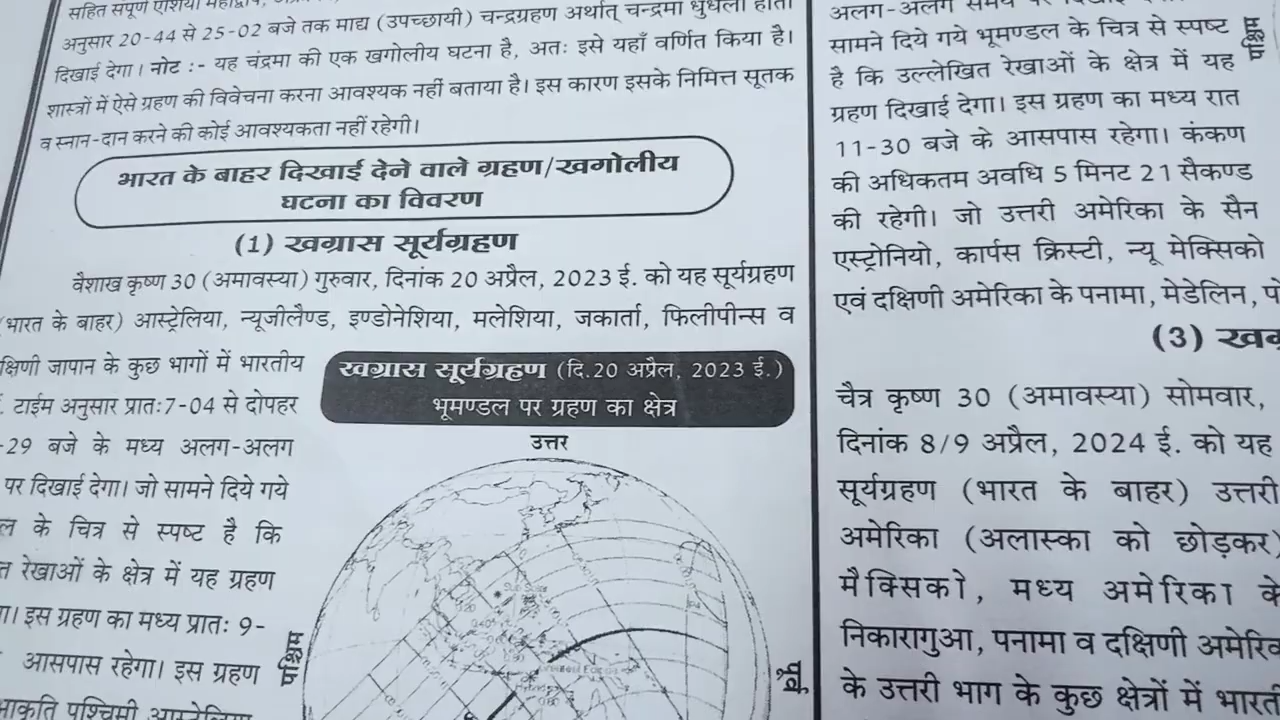 सहित संपूर्ण एशिया
अनुसार 20-44 से 25-02 बजे तक माद्य (उपच्छायी) चन्द्रग्रहण अर्थात् चन्द्रमा धुंधला होता
दिखाई देगा। नोट :- यह चंद्रमा की एक खगोलीय घटना है, अतः इसे यहाँ वर्णित किया है।
शास्त्रों में ऐसे ग्रहण की विवेचना करना आवश्यक नहीं बताया है। इस कारण इसके निमित्त सूतक
व स्नान-दान करने की कोई आवश्यकता नहीं रहेगी।
भारत के बाहर दिखाई देने वाले ग्रहण/खगोलीय
घटना का विवरण
(1) खग्रास सूर्यग्रहण
वैशाख कृष्ण 30 (अमावस्या) गुरुवार, दिनांक 20 अप्रैल, 2023 ई. को यह सूर्यग्रहण
(भारत के बाहर) आस्ट्रेलिया, न्यूजीलैण्ड, इण्डोनेशिया, मलेशिया, जकार्ता, फिलीपीन्स व
क्षिणी जापान के कुछ भागों में भारतीय
. टाईम अनुसार प्रातः7-04 से दोपहर
-29 बजे के मध्य अलग-अलग
पर दिखाई देगा। जो सामने दिये गये
ल के चित्र से स्पष्ट है कि
त रेखाओं के क्षेत्र में यह ग्रहण
ा। इस ग्रहण का मध्य प्रातः 9-
आसपास रहेगा। इस ग्रहण
आकृति पश्चिमी आस्ट्रेलिया
खग्रास सूर्यग्रहण (दि.20 अप्रैल, 2023 ई.)
भूमण्डल पर ग्रहण का क्षेत्र
उत्तर
पश्चिम
पूर्व
अलग-अलग समय पर
सामने दिये गये भूमण्डल के चित्र से स्पष्ट
है कि उल्लेखित रेखाओं के क्षेत्र में यह
ग्रहण दिखाई देगा। इस ग्रहण का मध्य रात
11-30 बजे के आसपास रहेगा। कंकण
की अधिकतम अवधि 5 मिनट 21 सैकण्ड
की रहेगी। जो उत्तरी अमेरिका के सैन
एस्ट्रोनियो, कार्पस क्रिस्टी, न्यू मेक्सिको
एवं दक्षिणी अमेरिका के पनामा, मेडेलिन,
पश्चिम
(3) खग्र
चैत्र कृष्ण 30 (अमावस्या) सोमवार,
दिनांक 8/9 अप्रैल, 2024 ई. को यह
सूर्यग्रहण (भारत के बाहर) उत्तरी
अमेरिका (अलास्का को छोड़कर)
मैक्सिको, मध्य अमेरिका के
निकारागुआ, पनामा व दक्षिणी अमेरिक
के उत्तरी भाग के कुछ क्षेत्रों में भारत